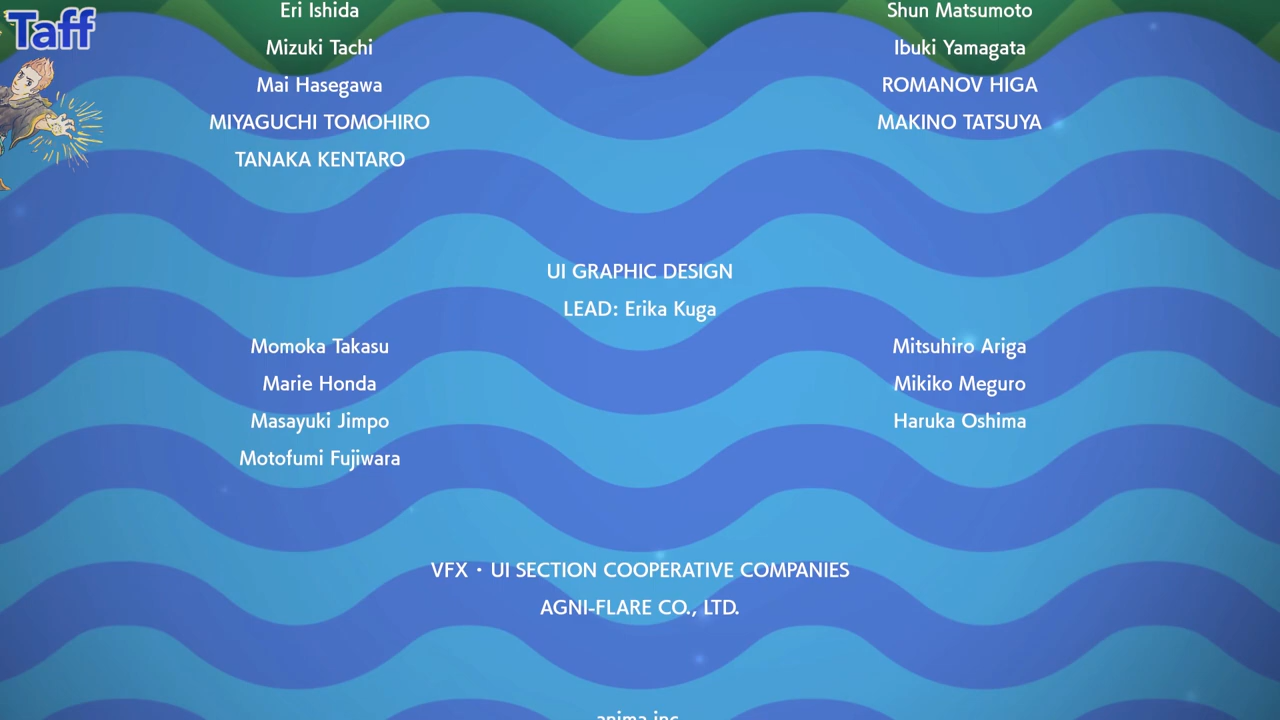 Taff
Eri Ishida
Shun Matsumoto
Mizuki Tachi
Ibuki Yamagata
Mai Hasegawa
ROMANOV HIGA
MIYAGUCHI TOMOHIRO
MAKINO TATSUYA
TANAKA KENTARO
UI GRAPHIC DESIGN
LEAD: Erika Kuga
Momoka Takasu
Mitsuhiro Ariga
Marie Honda
Mikiko Meguro
Masayuki Jimpo
Haruka Oshima
Motofumi Fujiwara
VFX・UI SECTION COOPERATIVE COMPANIES
AGNI-FLARE CO., LTD.
anima inc.